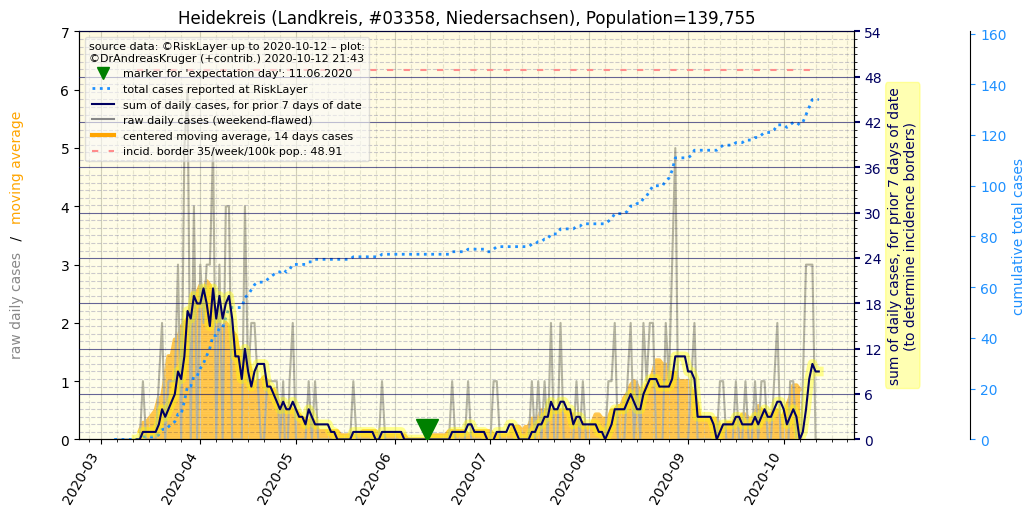 Heidekreis (Landkreis, #03358, Niedersachsen), Population=139,755
source data: ©RiskLayer up to 2020-10-12 – plot:
©DrAndreasKruger (+contrib.) 2020-10-12 21:43
marker for 'expectation day': 11.06.2020
total cases reported at RiskLayer
sum of daily cases, for prior 7 days of date
raw daily cases (weekend-flawed)
centered moving average, 14 days cases
incid. border 35/week/100k pop.: 48.91
raw daily cases / moving average
7
6
5
4
3
2
1
0
2020-03
2020-04
2020-05
2020-06
2020-07
2020-08
2020-09
2020-10
54
48
42
36
30
24
18
12
6
0
sum of daily cases, for prior 7 days of date
(to determine incidence borders)
160
140
120
100
80
60
40
20
0
cumulative total cases